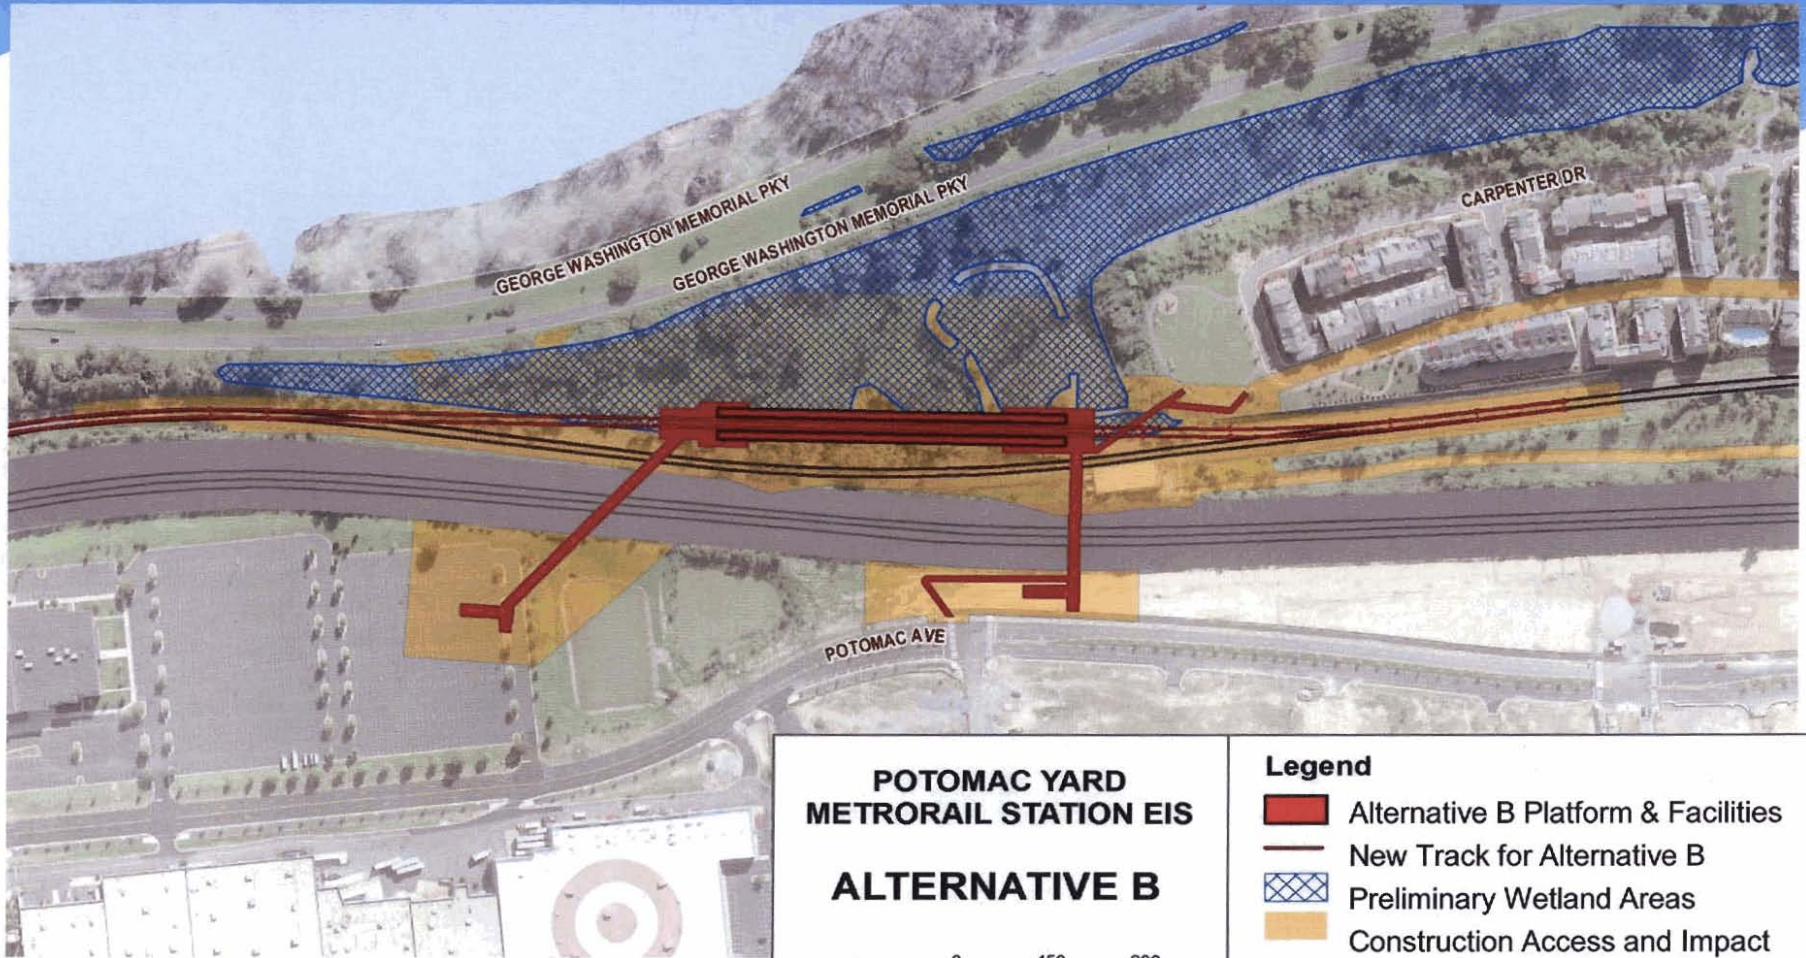 GEORGE WASHINGTON MEMORIAL PKY
GEORGE WASHINGTON MEMORIAL PKY
CARPENTER DR
POTOMAC AVE
POTOMAC YARD
METRORAIL STATION EIS
ALTERNATIVE B
Legend
Alternative B Platform & Facilities
New Track for Alternative B
Preliminary Wetland Areas
Construction Access and Impact